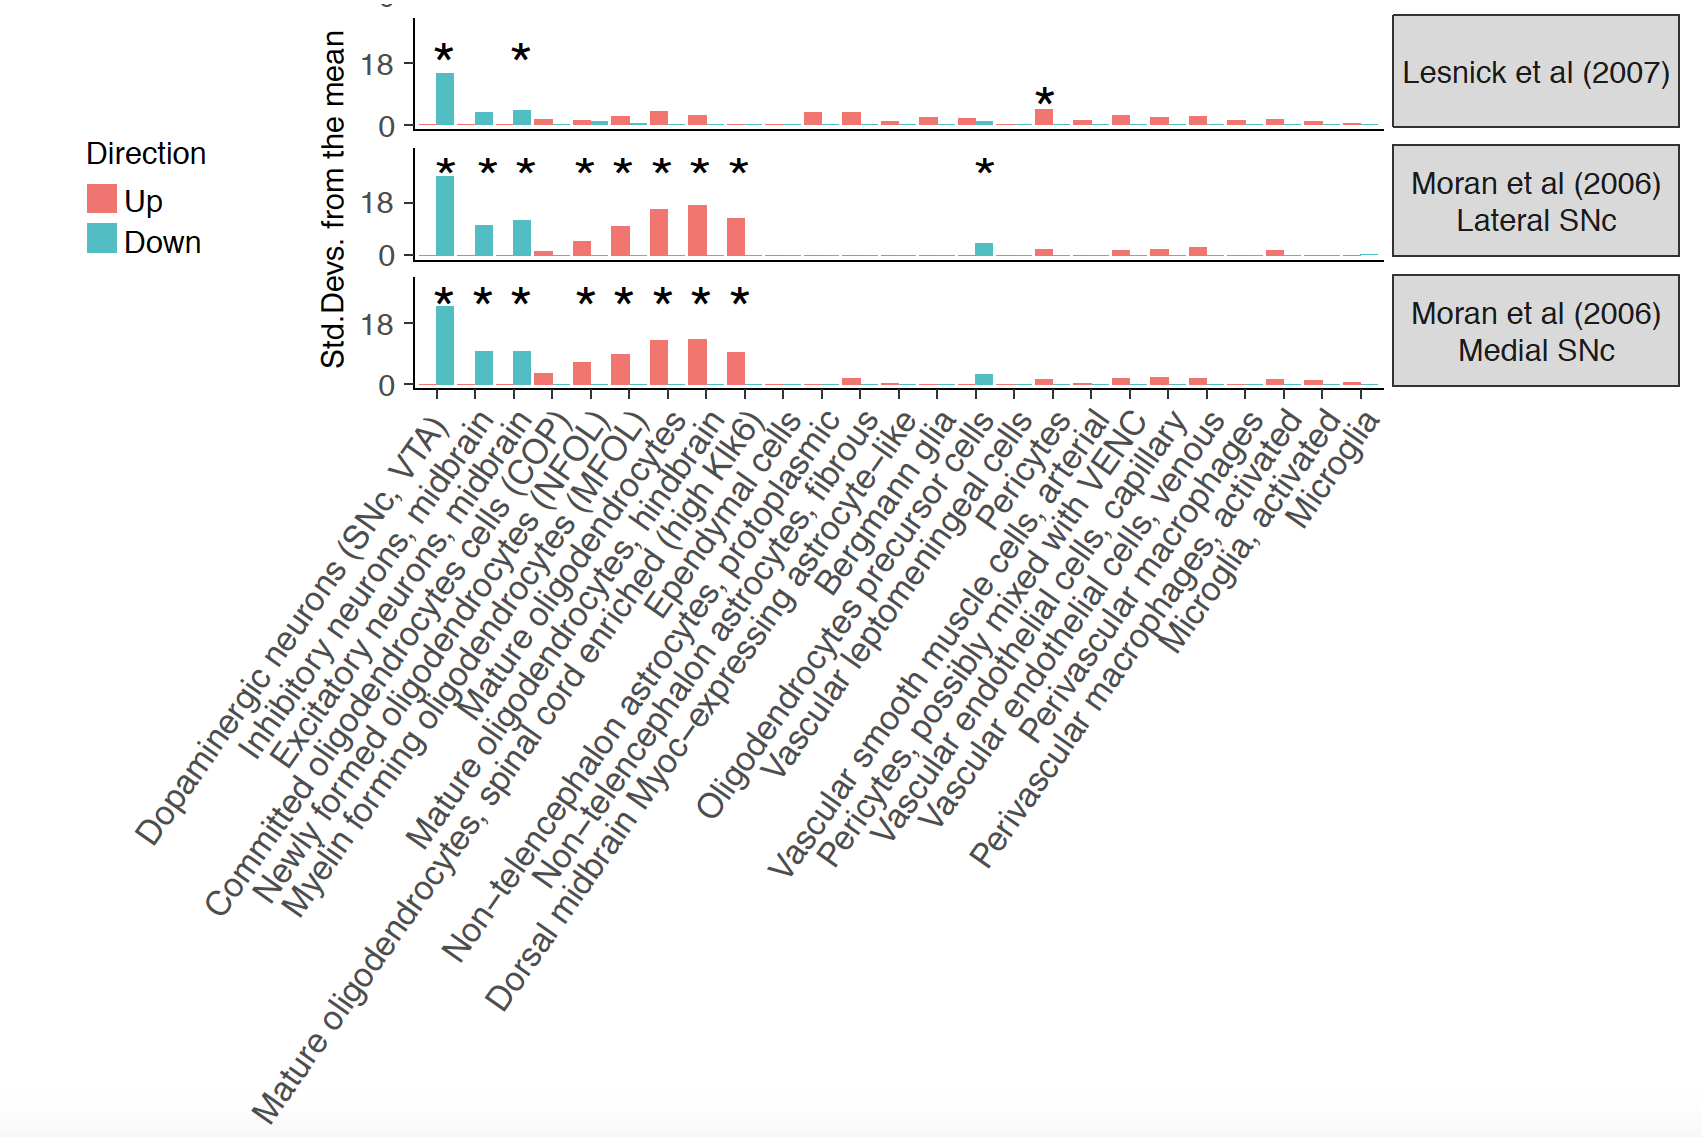 Direction
Up
Down
Std.Devs. from the mean
18
0
18
0
18
0
* *
*
* * * * * * * * *
* * * * * * * *
Lesnick et al (2007)
Moran et al (2006)
Lateral SNc
Moran et al (2006)
Medial SNc
Dopaminergic neurons (SNc, VTA)
Inhibitory neurons, midbrain
Excitatory neurons, midbrain
Committed oligodendrocytes cells (COP)
Newly formed oligodendrocytes (NFOL)
Myelin forming oligodendrocytes (MFOL)
Mature oligodendrocytes
Mature oligodendrocytes, hindbrain
Mature oligodendrocytes, spinal cord enriched (high Klk6)
Ependymal cells
Non−telencephalon astrocytes, protoplasmic
Non−telencephalon astrocytes, fibrous
Dorsal midbrain Myoc−expressing astrocyte−like
Bergmann glia
Oligodendrocytes precursor cells
Vascular leptomeningeal cells
Pericytes
Vascular smooth muscle cells, arterial
Pericytes, possibly mixed with VENC
Vascular endothelial cells, capillary
Vascular endothelial cells, venous
Perivascular macrophages
Perivascular macrophages, activated
Microglia, activated
Microglia